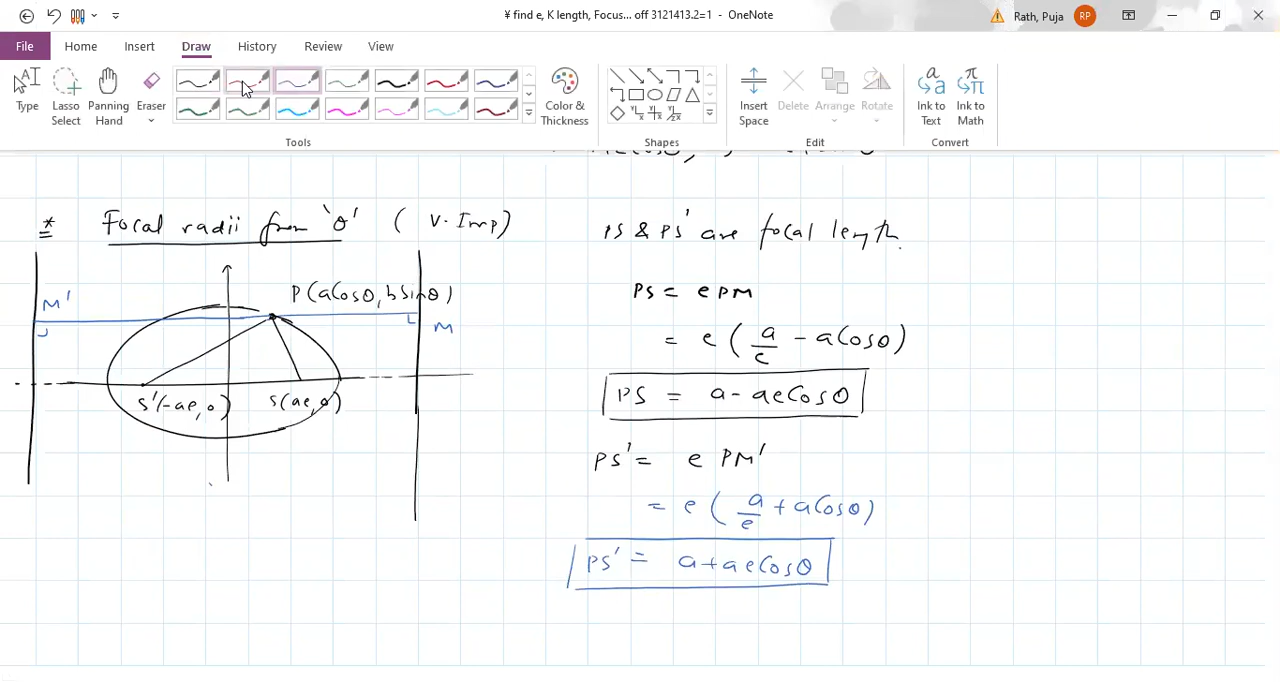 ¥ find e, K length, Focus... off 3121413.2=1 - OneNote
Rath, Puja
RP
File
Home
Insert
Draw
History
Review
View
Type
Lasso Select
Panning Hand
Eraser
Color & Thickness
Insert Space
Delete
Arrange
Rotate
Ink to Text
Ink to Math
Tools
Shapes
Edit
Convert
* Focal radii from 'θ' ( V. Imp)
PS & PS' are focal length.
M'
P(acosθ, bsinθ)
M
S'(-ae,0)
S(ae,0)
PS = ePM
= e ( a/e - acosθ)
PS = a - aecosθ
PS' = e PM'
= e ( a/e + acosθ)
PS' = a+aecosθ